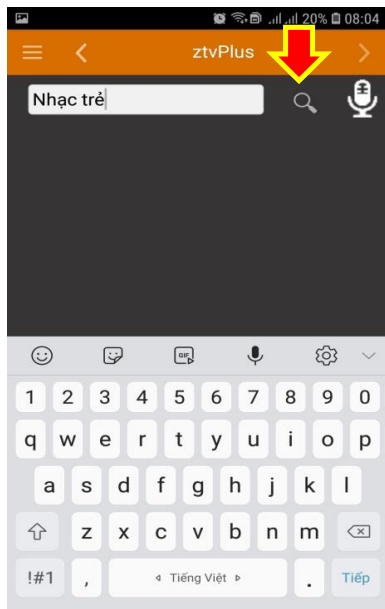 20% 08:04
ztvPlus
Nhạc trẻ
GIF
1 2 3 4 5 6 7 8 9 0
q w e r t y u i o p
a s d f g h j k l
z x c v b n m
!#1 , Tiếng Việt . Tiếp